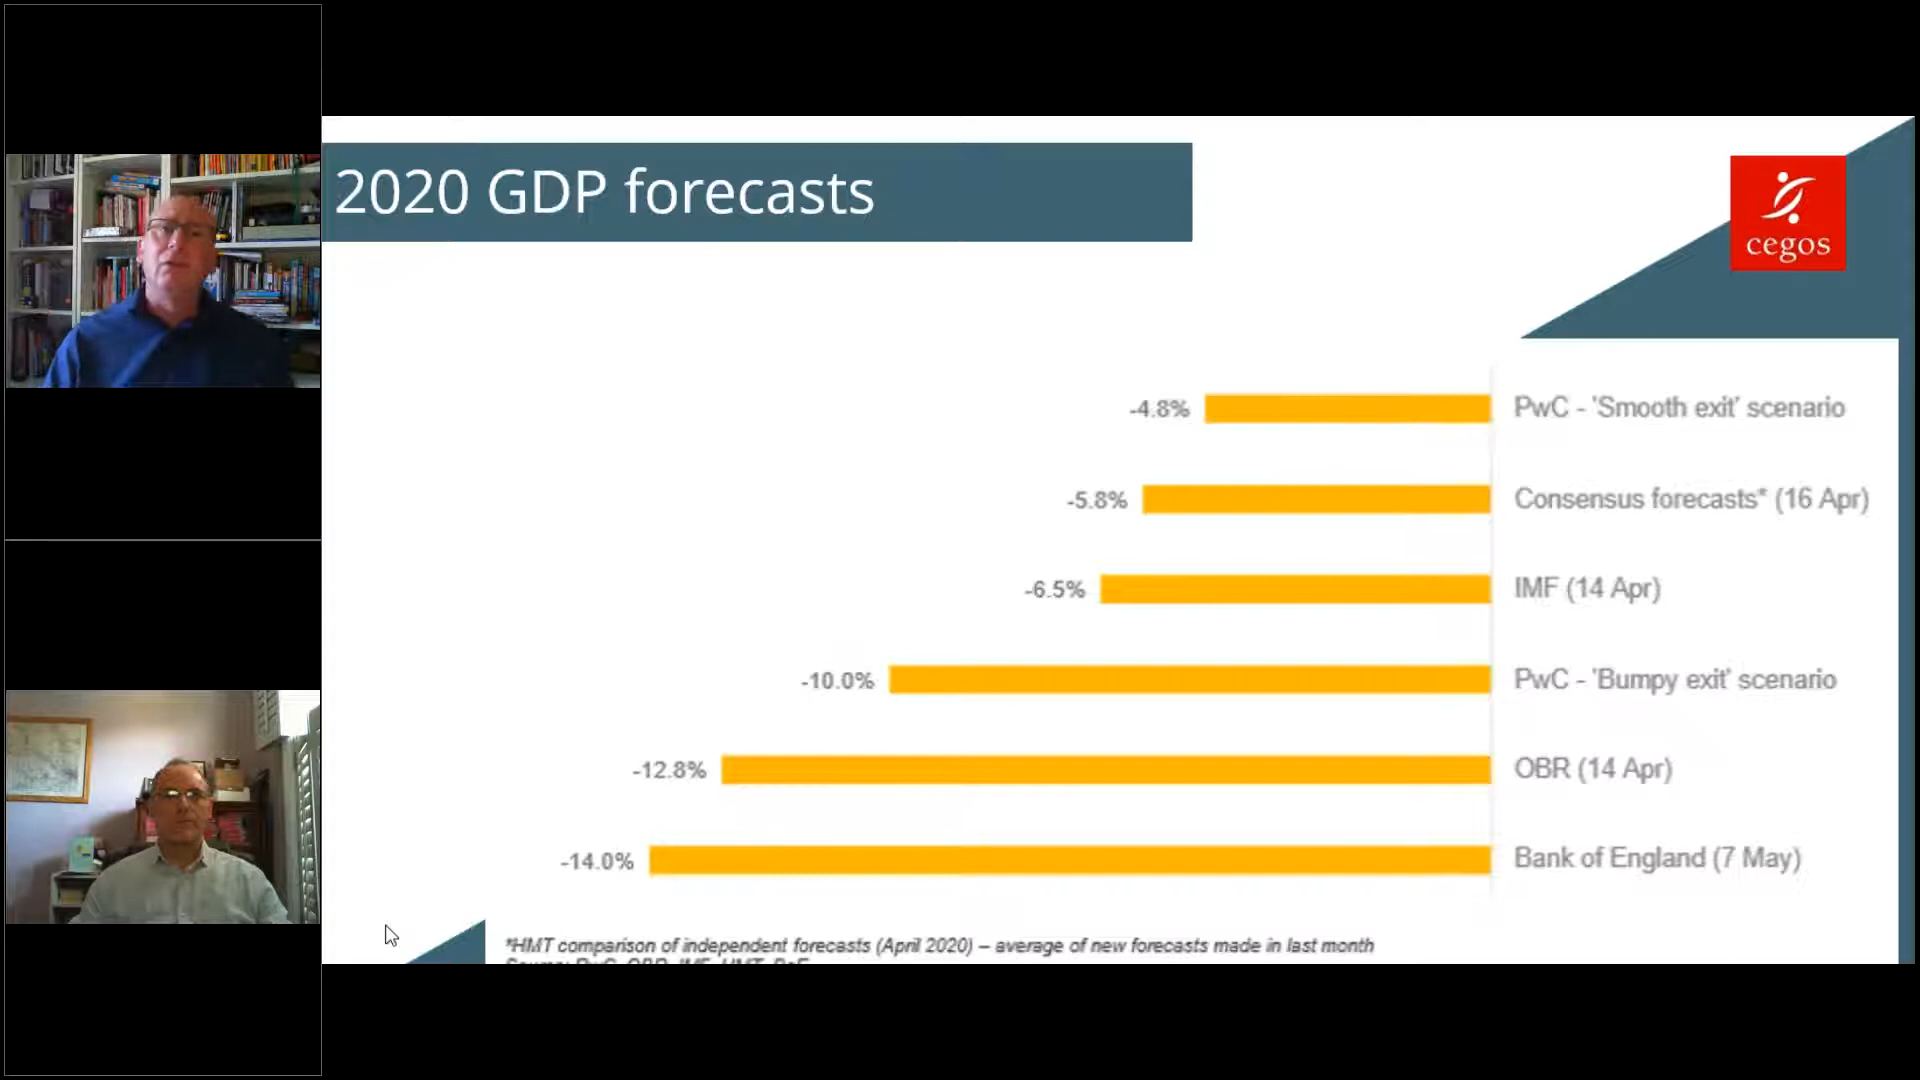 2020 GDP forecasts
cegos
-4.8% PwC - 'Smooth exit' scenario
-5.8% Consensus forecasts* (16 Apr)
-6.5% IMF (14 Apr)
-10.0% PwC - 'Bumpy exit' scenario
-12.8% OBR (14 Apr)
-14.0% Bank of England (7 May)
*HMT comparison of independent forecasts (April 2020) – average of new forecasts made in last month